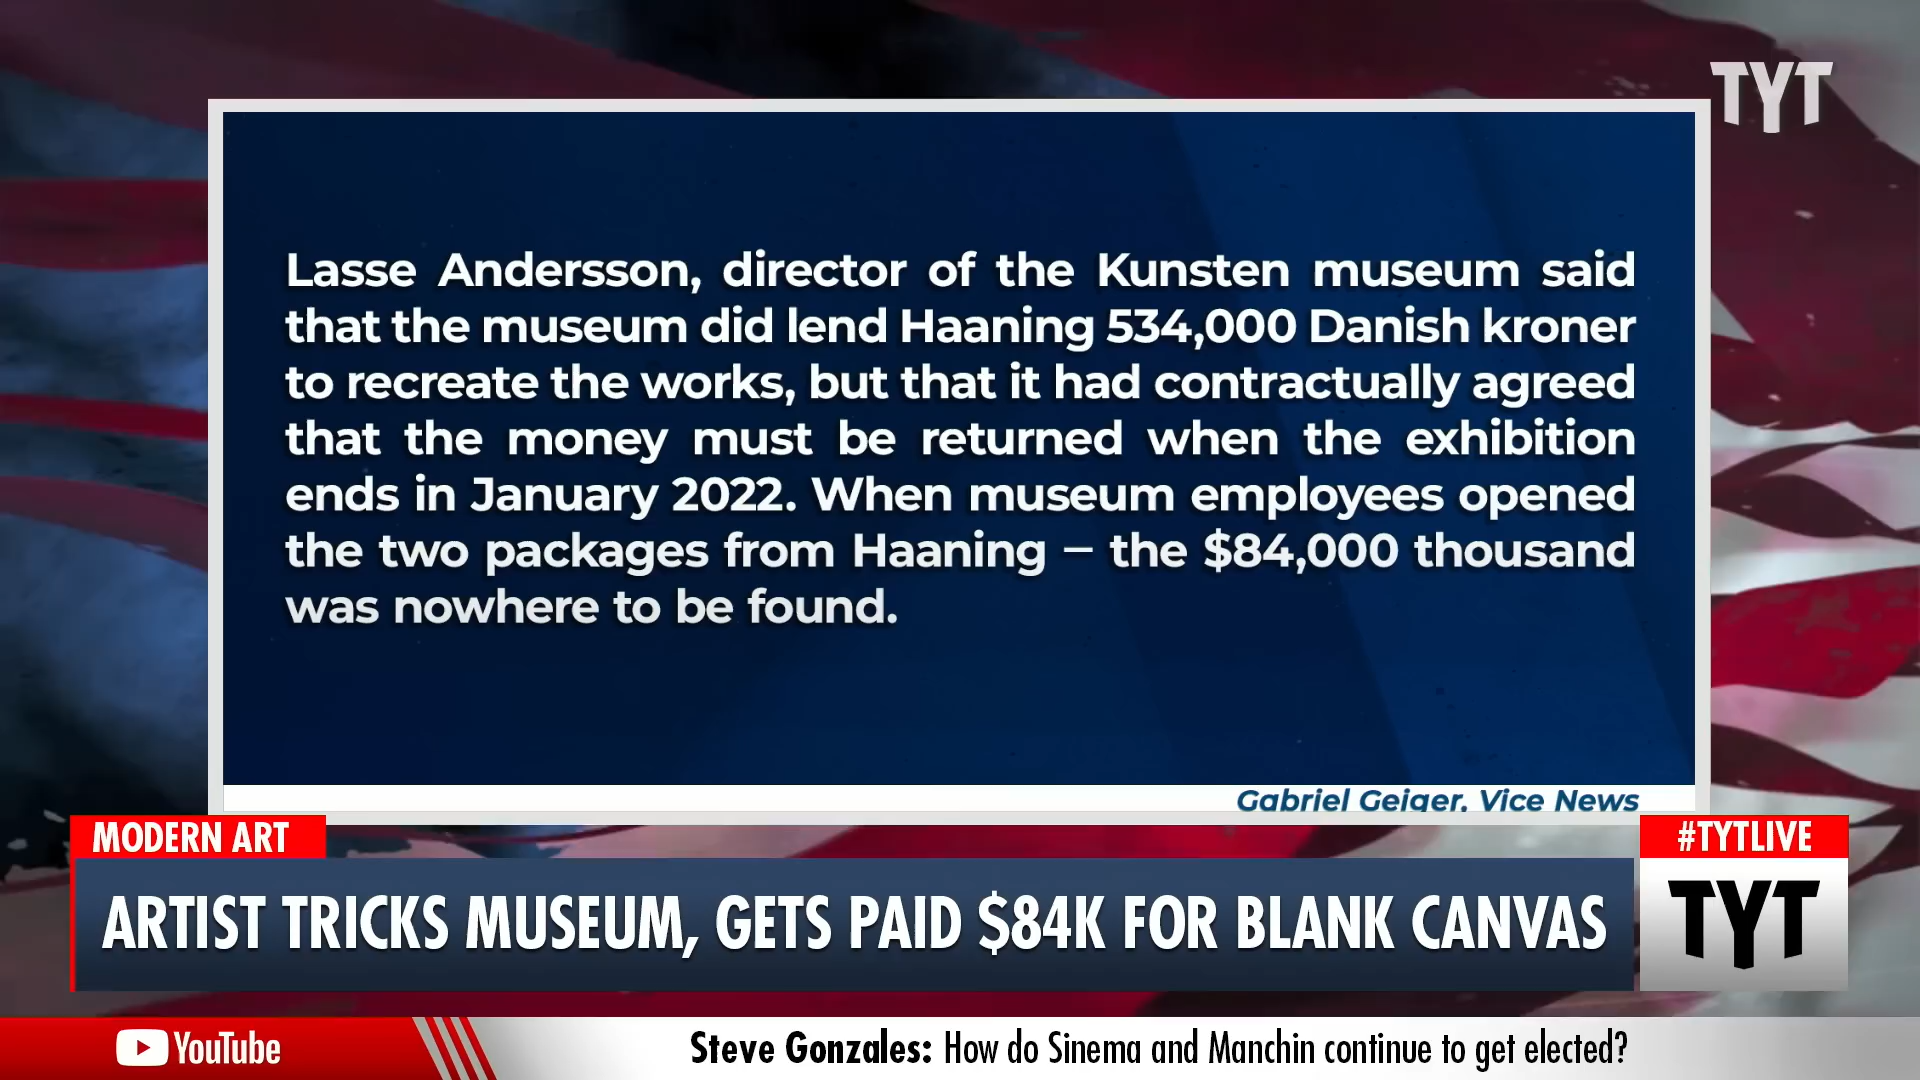 TYT
Lasse Andersson, director of the Kunsten museum said
that the museum did lend Haaning 534,000 Danish kroner
to recreate the works, but that it had contractually agreed
that the money must be returned when the exhibition
ends in January 2022. When museum employees opened
the two packages from Haaning – the $84,000 thousand
was nowhere to be found.
Gabriel Geiger, Vice News
MODERN ART
#TYTLIVE
ARTIST TRICKS MUSEUM, GETS PAID $84K FOR BLANK CANVAS
TYT
YouTube
Steve Gonzales: How do Sinema and Manchin continue to get elected?